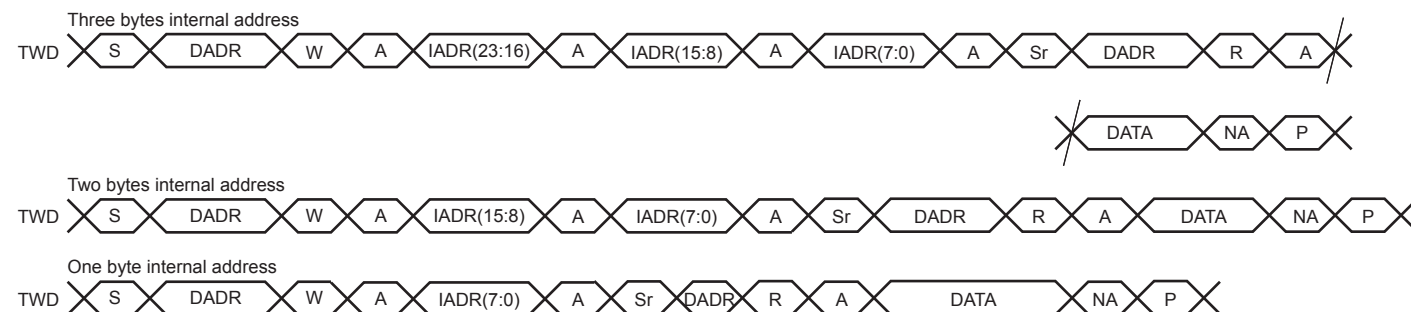 Three bytes internal address
TWD S DADR W A IADR(23:16) A IADR(15:8) A IADR(7:0) A Sr DADR R A
DATA NA P
Two bytes internal address
TWD S DADR W A IADR(15:8) A IADR(7:0) A Sr DADR R A DATA NA P
One byte internal address
TWD S DADR W A IADR(7:0) A Sr DADR R A DATA NA P